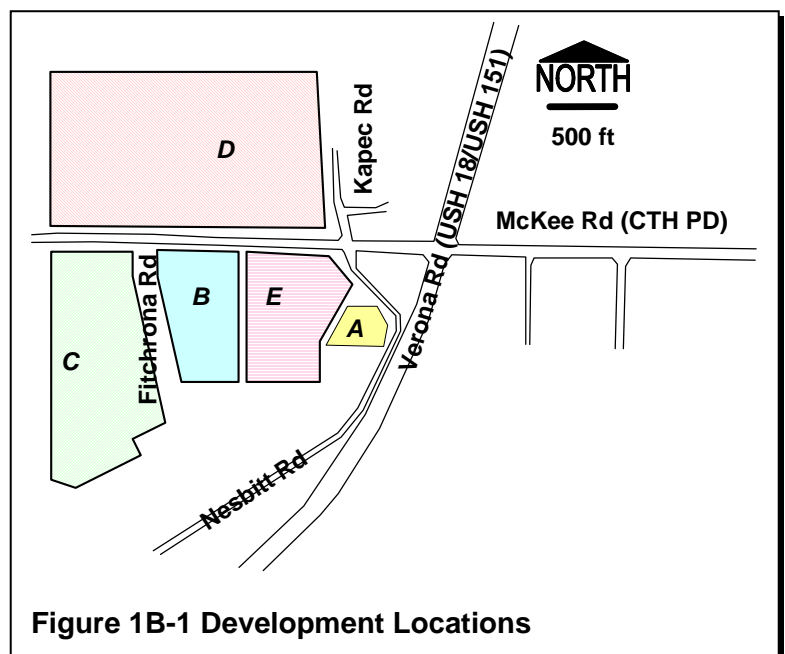 NORTH
500 ft
Kapec Rd
Verona Rd (USH 18/USH 151)
McKee Rd (CTH PD)
D
Fitchrona Rd
B
E
A
C
Nesbitt Rd
Figure 1B-1 Development Locations